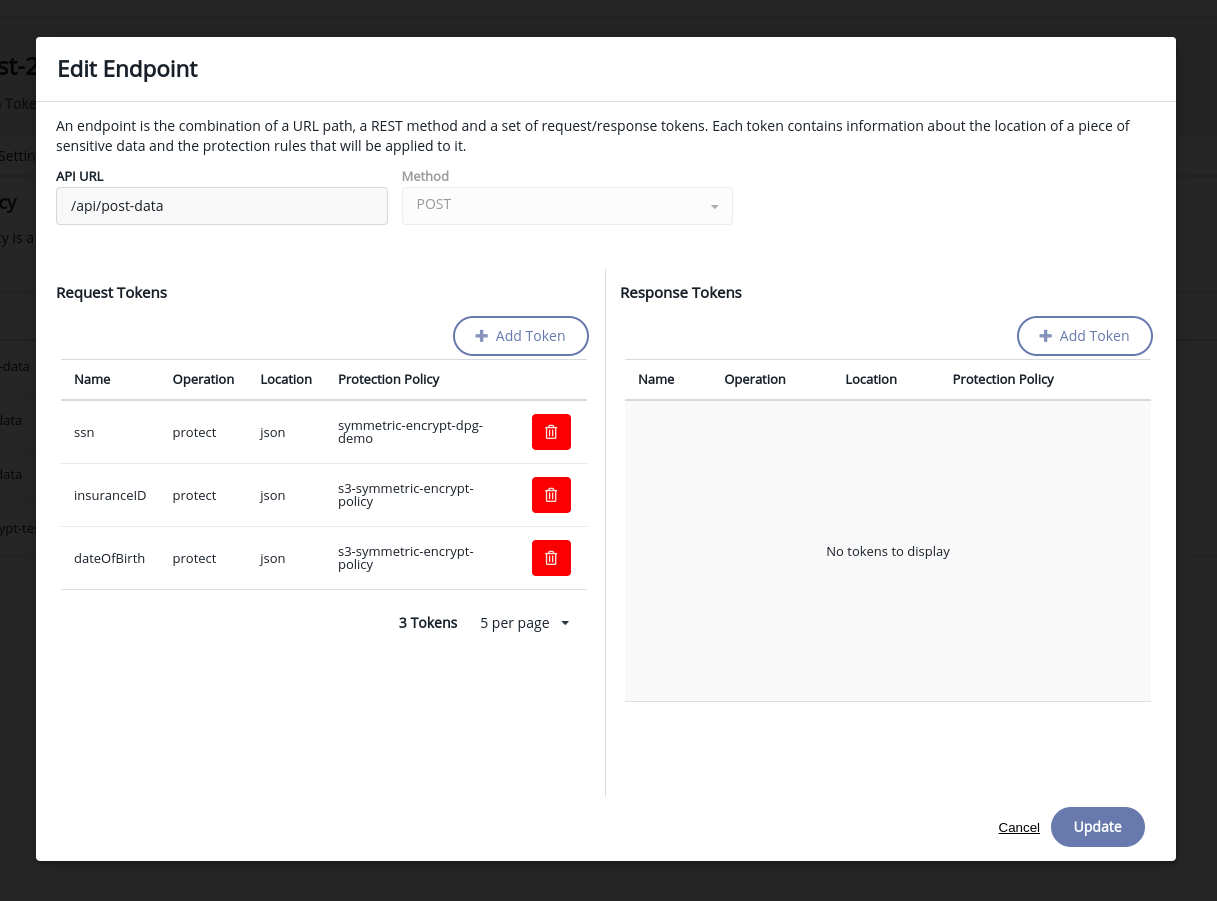 Edit Endpoint
An endpoint is the combination of a URL path, a REST method and a set of request/response tokens. Each token contains information about the location of a piece of
sensitive data and the protection rules that will be applied to it.
API URL Method
/api/post-data POST
Request Tokens
Add Token
Name Operation Location Protection Policy
ssn protect json symmetric-encrypt-dpg-
demo
insuranceID protect json s3-symmetric-encrypt-
policy
dateOfBirth protect json s3-symmetric-encrypt-
policy
3 Tokens 5 per page
Response Tokens
Add Token
Name Operation Location Protection Policy
No tokens to display
Cancel Update